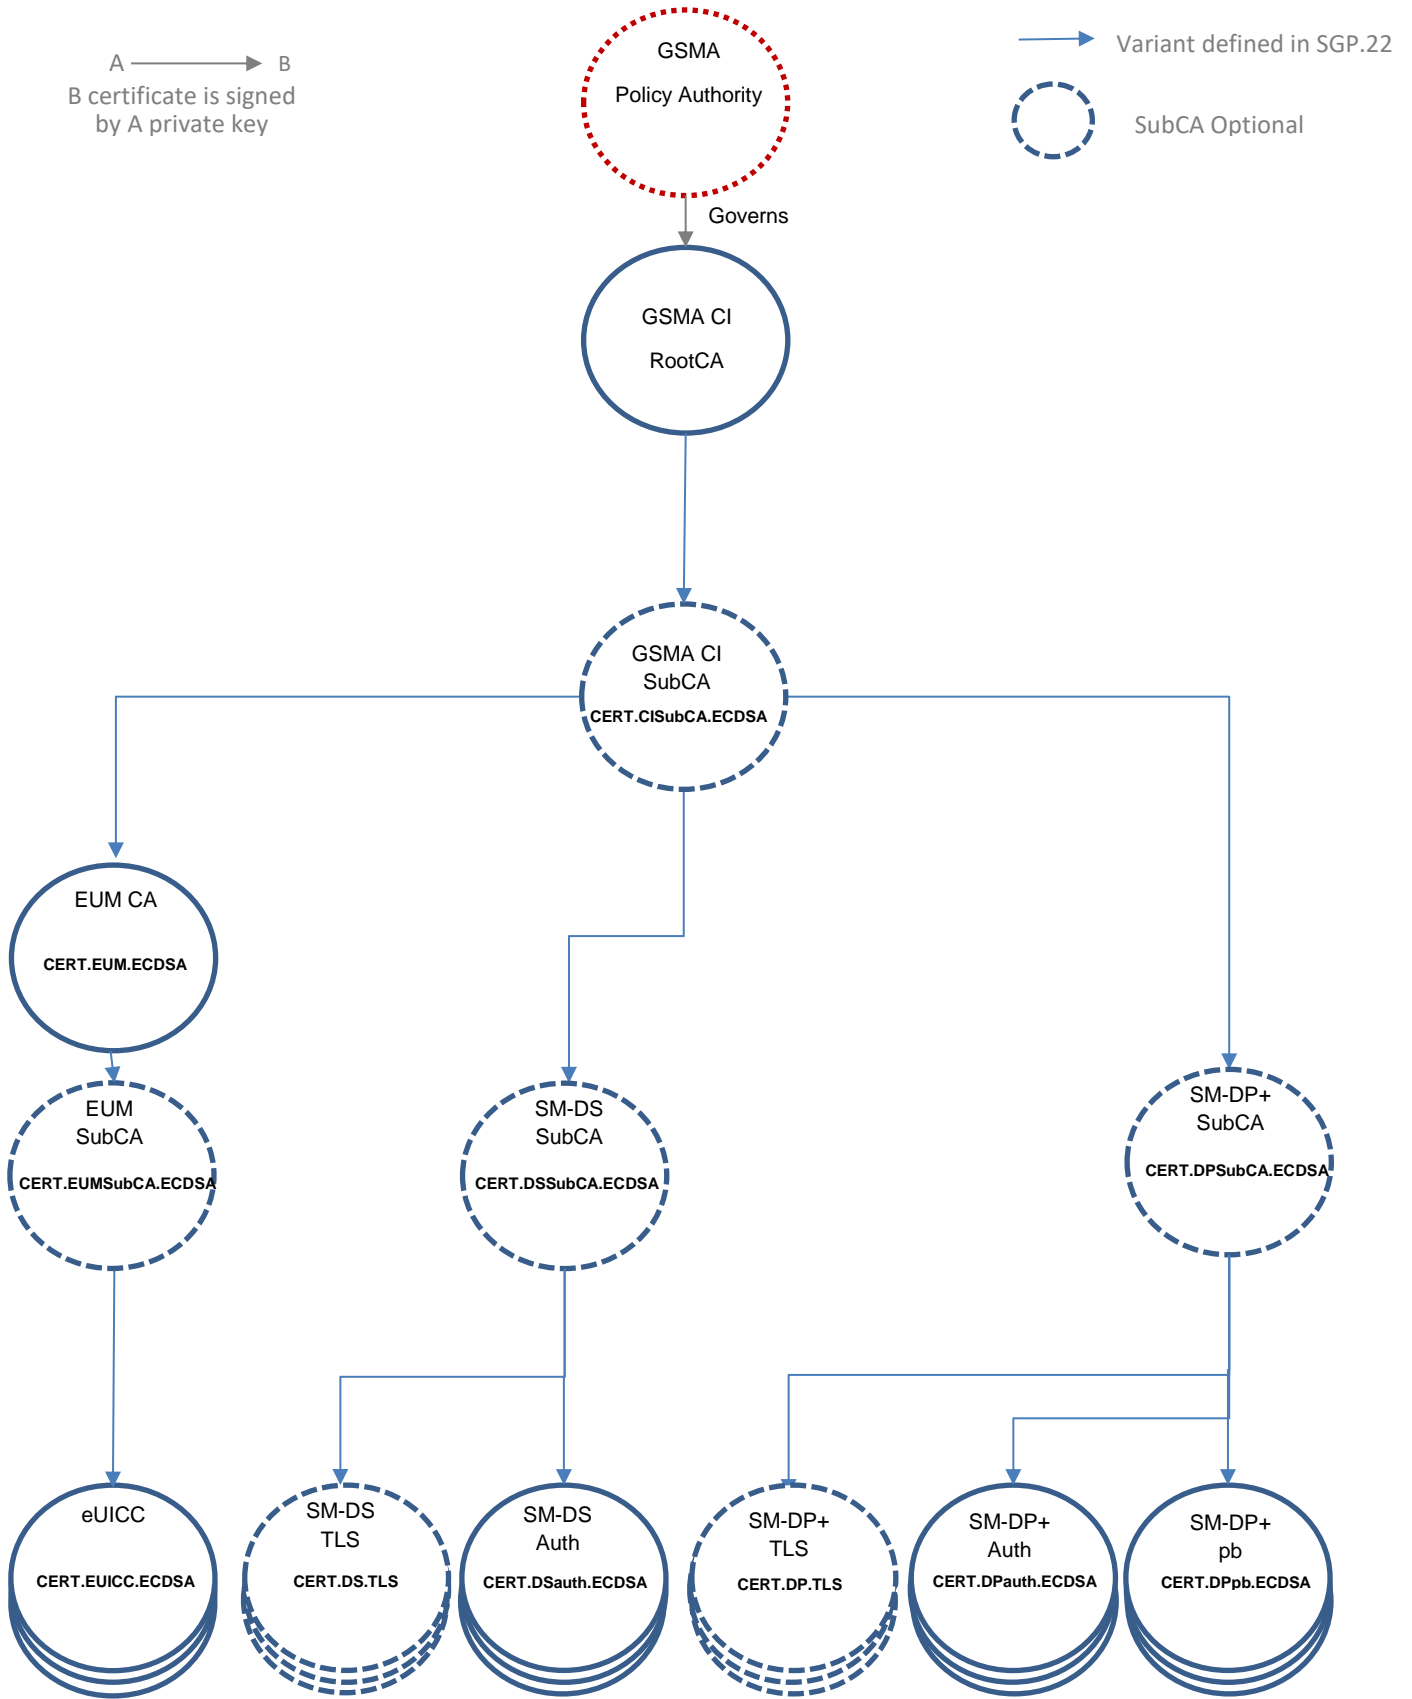 A
B
B certificate is signed
by A private key
GSMA
Policy Authority
Variant defined in SGP.22
SubCA Optional
Governs
GSMA CI
RootCA
GSMA CI
SubCA
CERT.CISubCA.ECDSA
EUM CA
CERT.EUM.ECDSA
EUM
SubCA
CERT.EUMSubCA.ECDSA
SM-DS
SubCA
CERT.DSSubCA.ECDSA
SM-DP+
SubCA
CERT.DPSubCA.ECDSA
eUICC
CERT.EUICC.ECDSA
SM-DS
TLS
CERT.DS.TLS
SM-DS
Auth
CERT.DSauth.ECDSA
SM-DP+
TLS
CERT.DP.TLS
SM-DP+
Auth
CERT.DPauth.ECDSA
SM-DP+
pb
CERT.DPpb.ECDSA